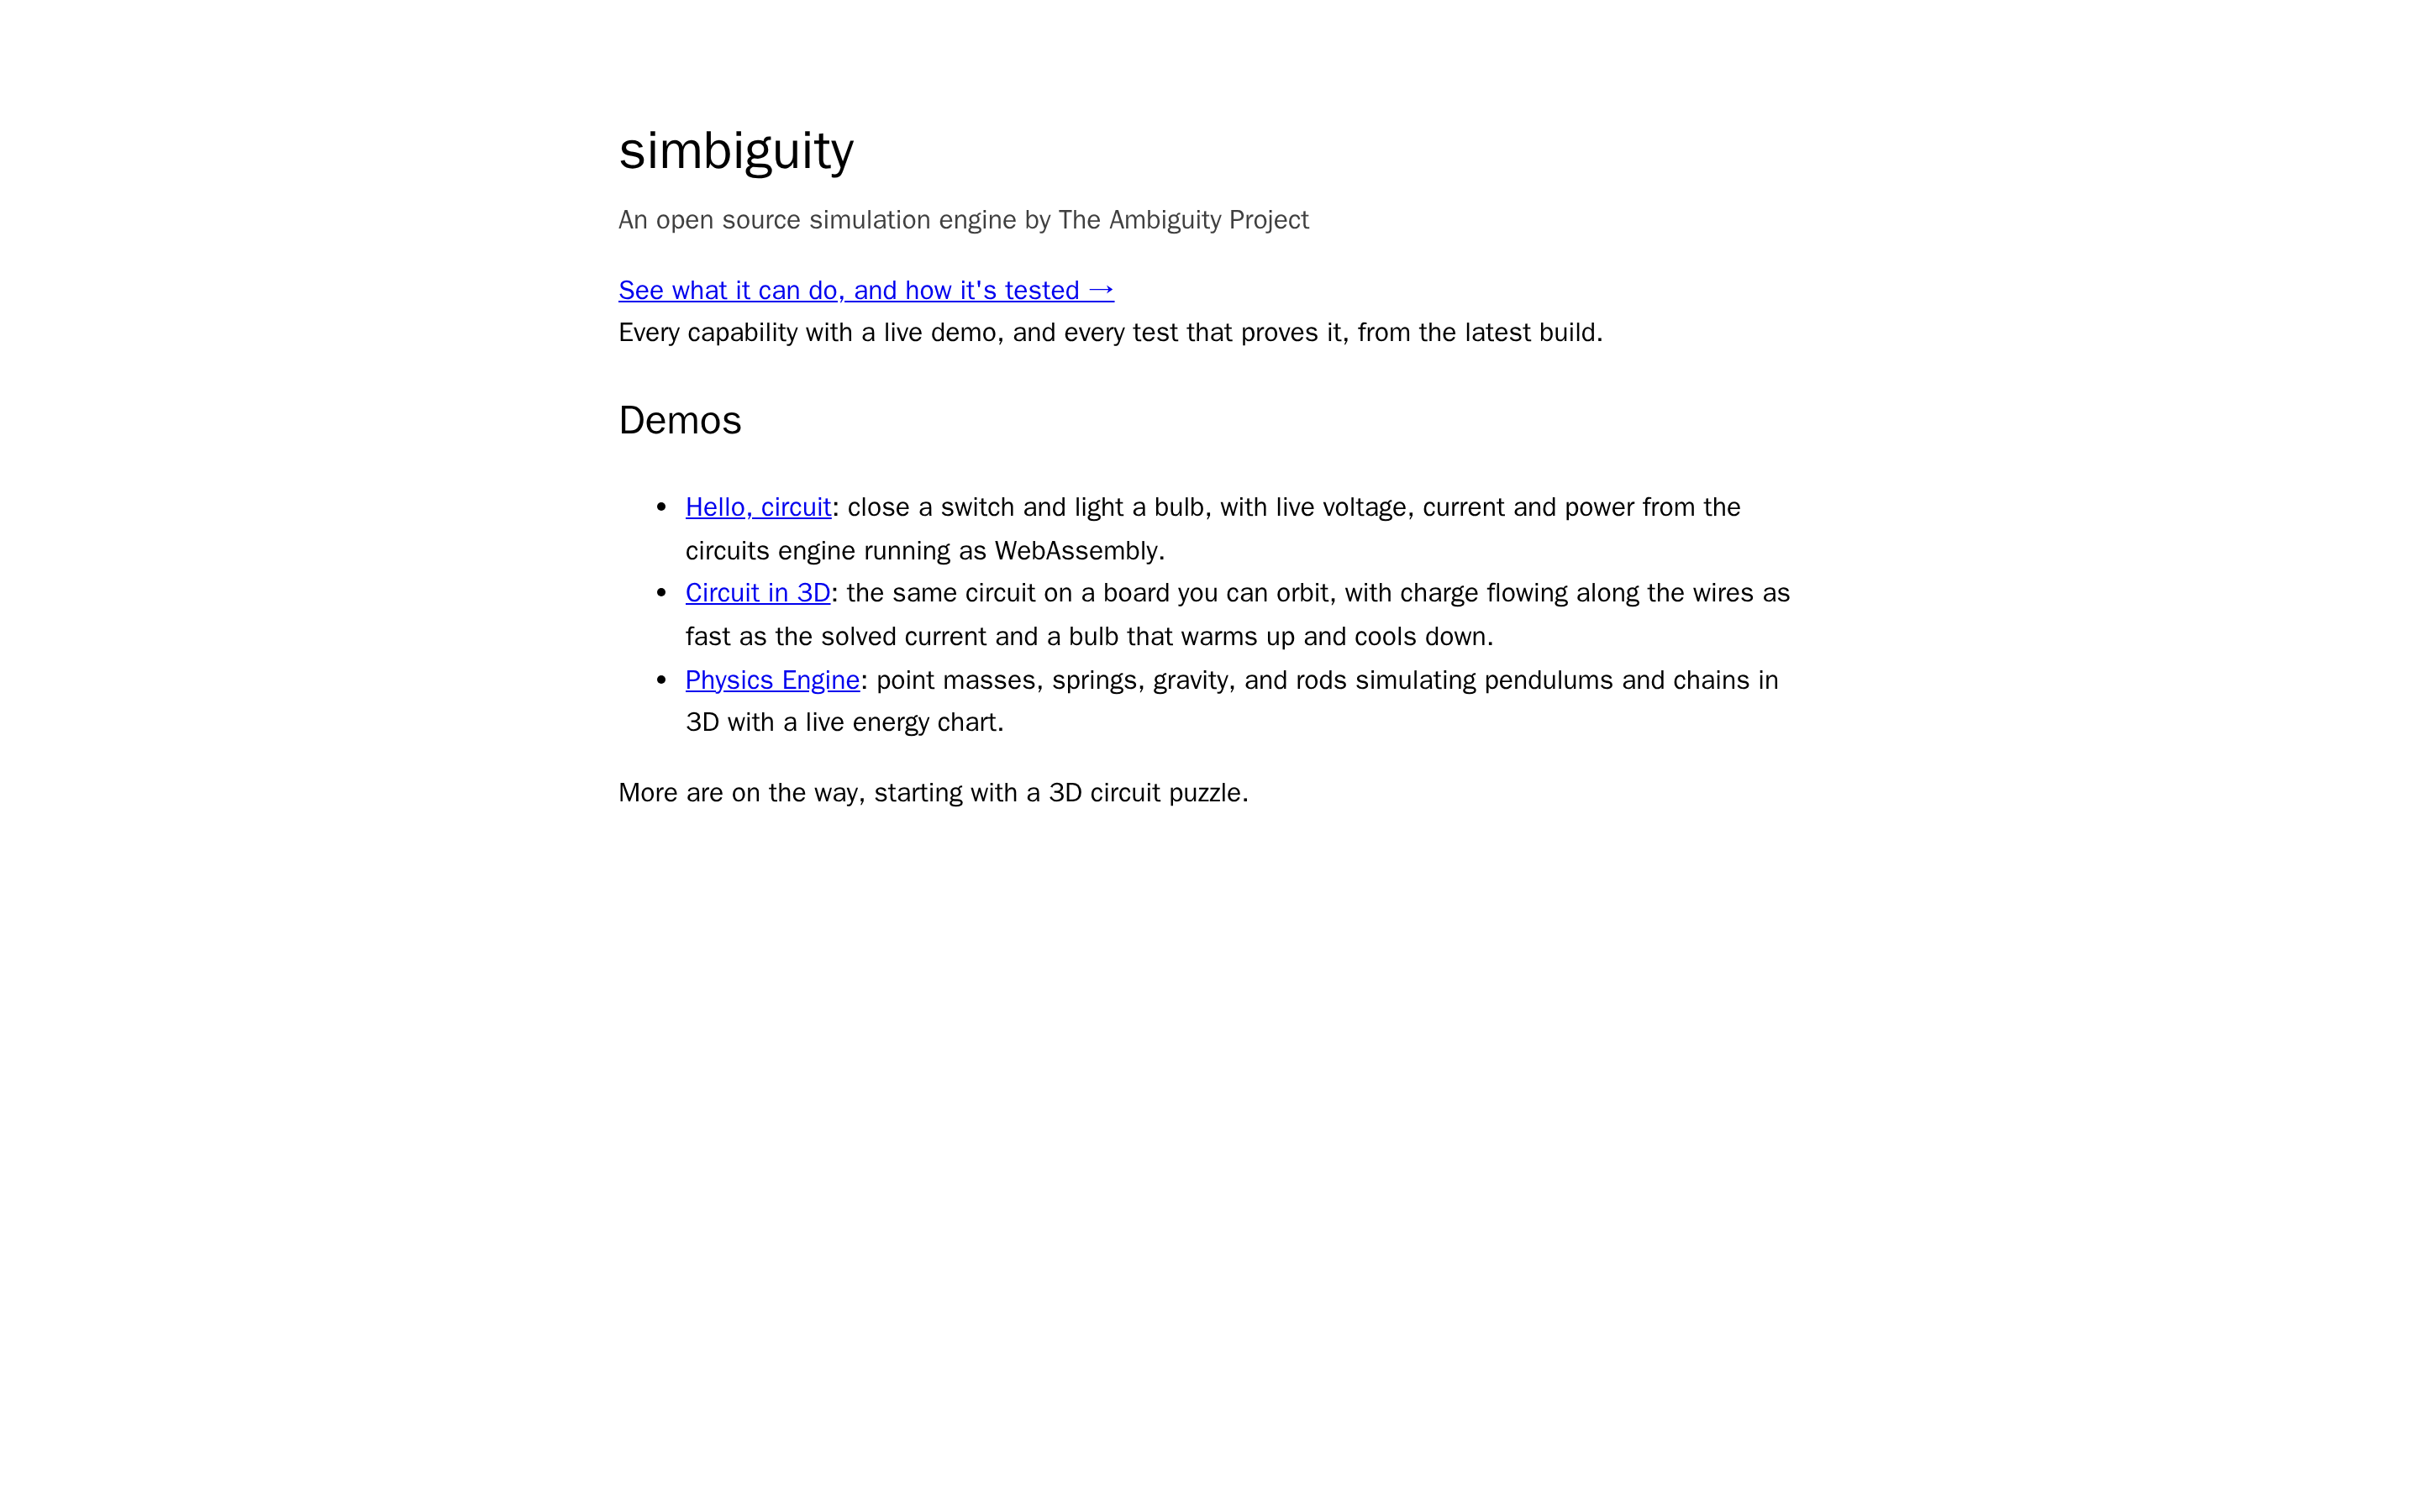 simbiguity
An open source simulation engine by The Ambiguity Project
See what it can do, and how it's tested →
Every capability with a live demo, and every test that proves it, from the latest build.
Demos
• Hello, circuit: close a switch and light a bulb, with live voltage, current and power from the
circuits engine running as WebAssembly.
• Circuit in 3D: the same circuit on a board you can orbit, with charge flowing along the wires as
fast as the solved current and a bulb that warms up and cools down.
• Physics Engine: point masses, springs, gravity, and rods simulating pendulums and chains in
3D with a live energy chart.
More are on the way, starting with a 3D circuit puzzle.